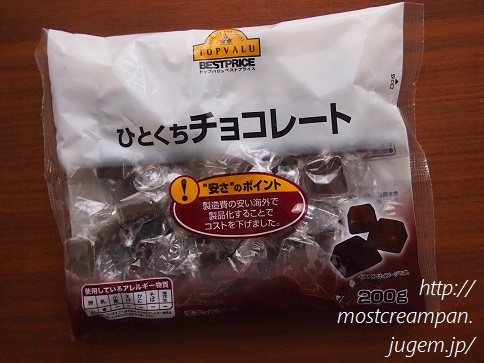 TOPVALU
BESTPRICE
トップバリュベストプライス
ひとくちチョコレート
"安さ"のポイント
製造費の安い海外で
製品化することで
コストを下げました。
使用しているアレルギー物質
200g
http://
mostcreampan.
jugem.jp/